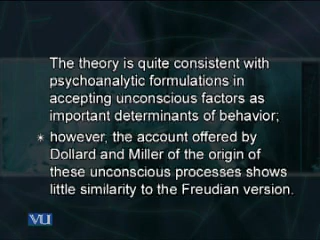 The theory is quite consistent with
psychoanalytic formulations in
accepting unconscious factors as
important determinants of behavior;
✴ however, the account offered by
Dollard and Miller of the origin of
these unconscious processes shows
little similarity to the Freudian version.
VU